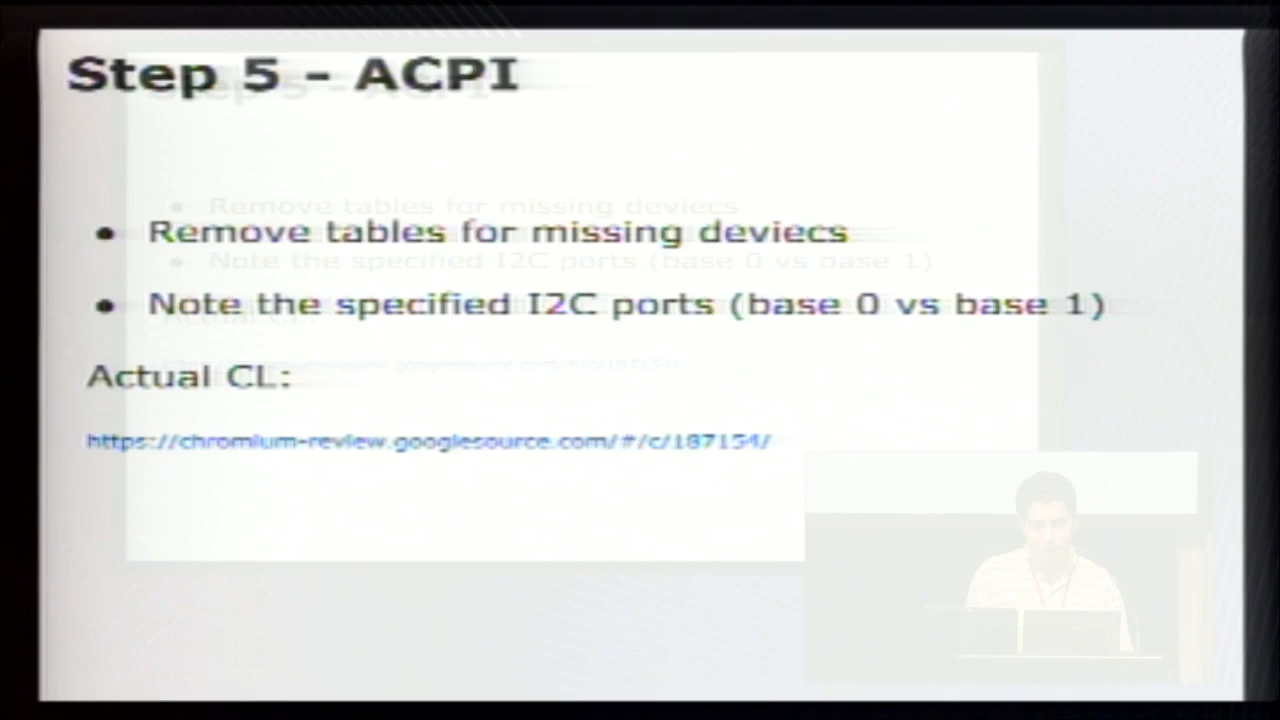 Step 5 - ACPI
● Remove tables for missing deviecs
● Note the specified I2C ports (base 0 vs base 1)
Actual CL:
https://chromium-review.googlesource.com/#/c/187154/